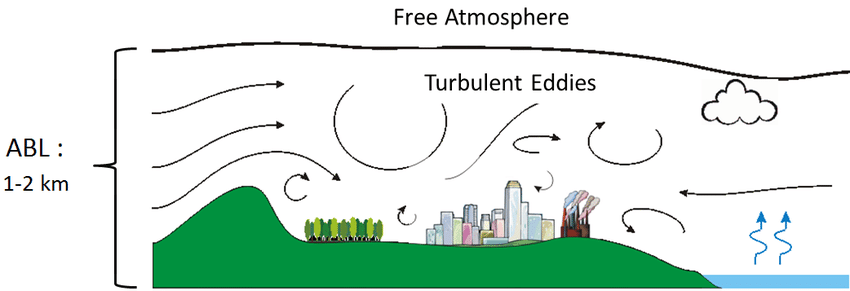 Free Atmosphere
Turbulent Eddies
ABL :
1-2 km